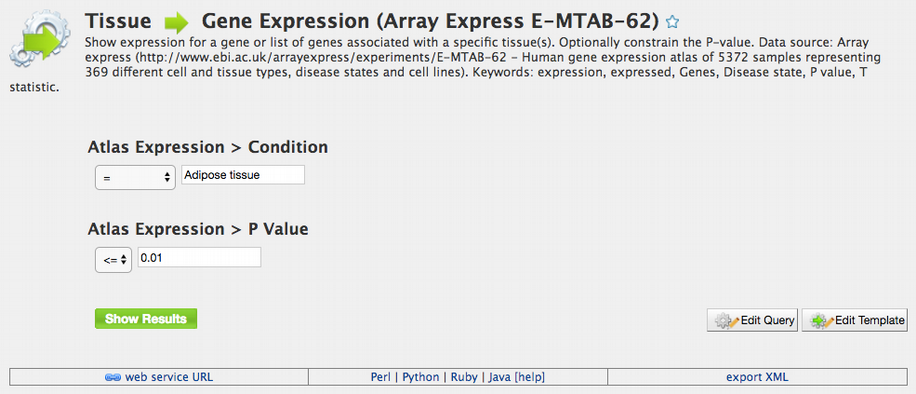 Tissue Gene Expression (Array Express E-MTAB-62)
Show expression for a gene or list of genes associated with a specific tissue(s). Optionally constrain the P-value. Data source: Array
express (http://www.ebi.ac.uk/arrayexpress/experiments/E-MTAB-62 - Human gene expression atlas of 5372 samples representing
369 different cell and tissue types, disease states and cell lines). Keywords: expression, expressed, Genes, Disease state, P value, T
statistic.
Atlas Expression > Condition
= Adipose tissue
Atlas Expression > P Value
<= 0.01
Show Results Edit Query Edit Template
web service URL Perl | Python | Ruby | Java [help] export XML